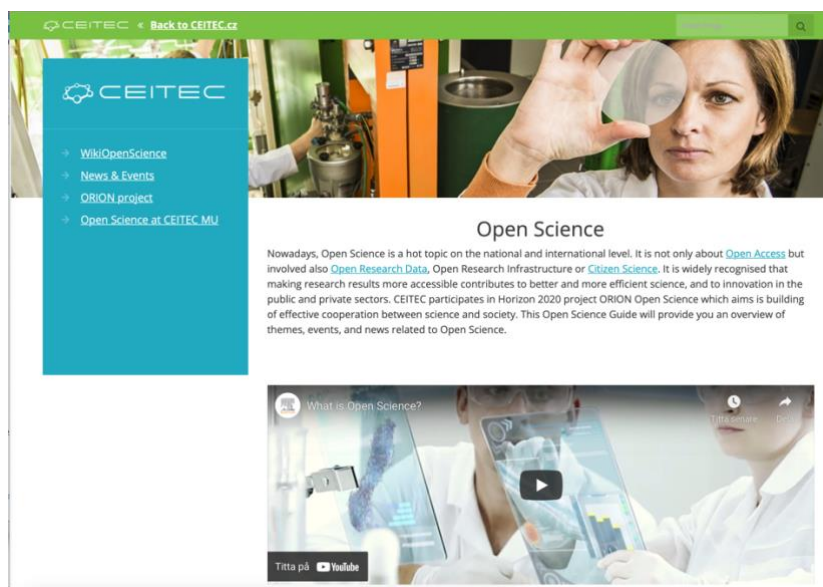 CEITEC « Back to CEITEC.cz
CEITEC
→ WikiOpenScience
→ News & Events
→ ORION project
→ Open Science at CEITEC MU
Open Science
Nowadays, Open Science is a hot topic on the national and international level. It is not only about Open Access but
involved also Open Research Data, Open Research Infrastructure or Citizen Science. It is widely recognised that
making research results more accessible contributes to better and more efficient science, and to innovation in the
public and private sectors. CEITEC participates in Horizon 2020 project ORION Open Science which aims is building
of effective cooperation between science and society. This Open Science Guide will provide you an overview of
themes, events, and news related to Open Science.
What is Open Science?
Titta senare
Dela
Titta på YouTube